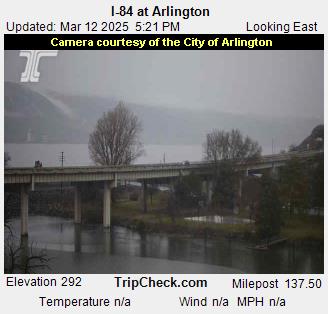 I-84 at Arlington
Updated: Mar 12 2025 5:21 PM Looking East
Camera courtesy of the City of Arlington
Elevation 292 TripCheck.com Milepost 137.50
Temperature n/a Wind n/a MPH n/a